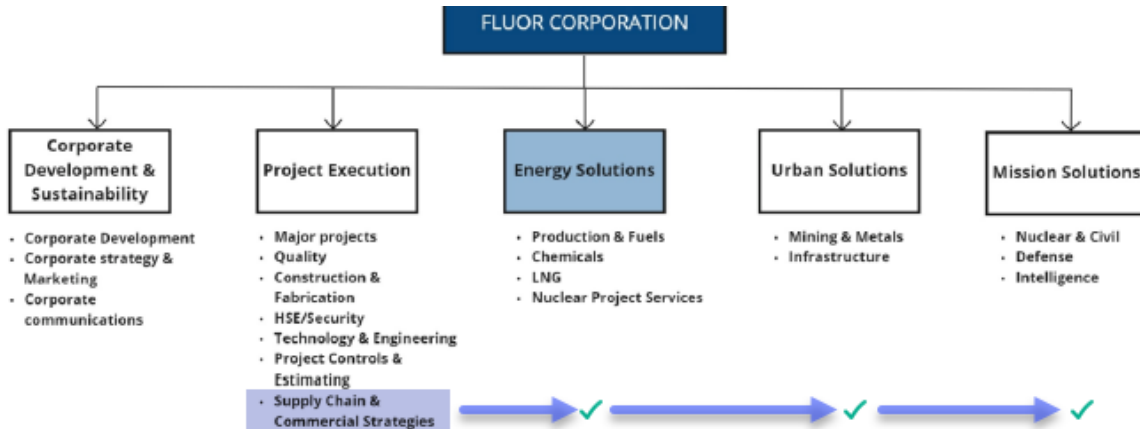 FLUOR CORPORATION
Corporate
Development &
Sustainability
Project Execution
Energy Solutions
Urban Solutions
Mission Solutions
• Corporate Development
• Corporate strategy &
Marketing
• Corporate
communications
• Major projects
• Quality
• Construction &
Fabrication
• HSE/Security
• Technology & Engineering
• Project Controls &
Estimating
• Supply Chain &
Commercial Strategies
• Production & Fuels
• Chemicals
• LNG
• Nuclear Project Services
• Mining & Metals
• Infrastructure
• Nuclear & Civil
• Defense
• Intelligence